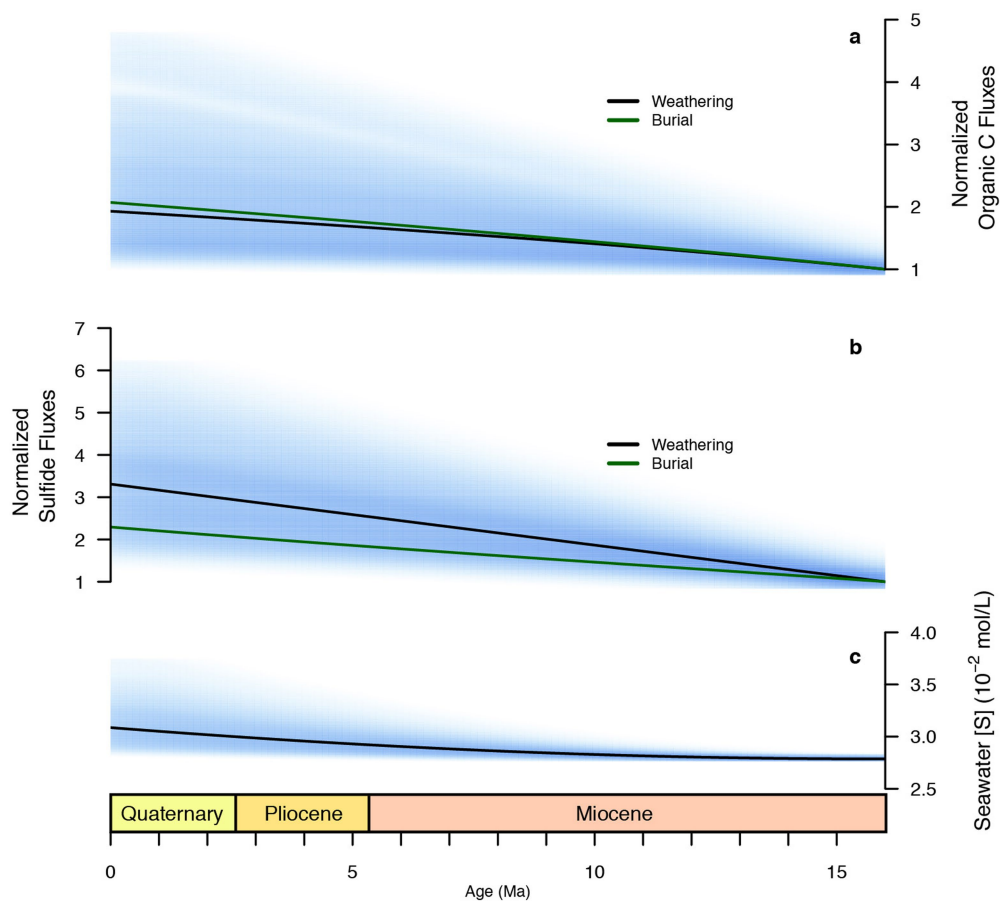 a
5
4
3
2
1
Normalized
Organic C Fluxes
Weathering
Burial
b
7
6
5
4
3
2
1
Normalized
Sulfide Fluxes
Weathering
Burial
c
4.0
3.5
3.0
2.5
Seawater [S] (10⁻² mol/L)
Quaternary Pliocene Miocene
0 5 10 15
Age (Ma)